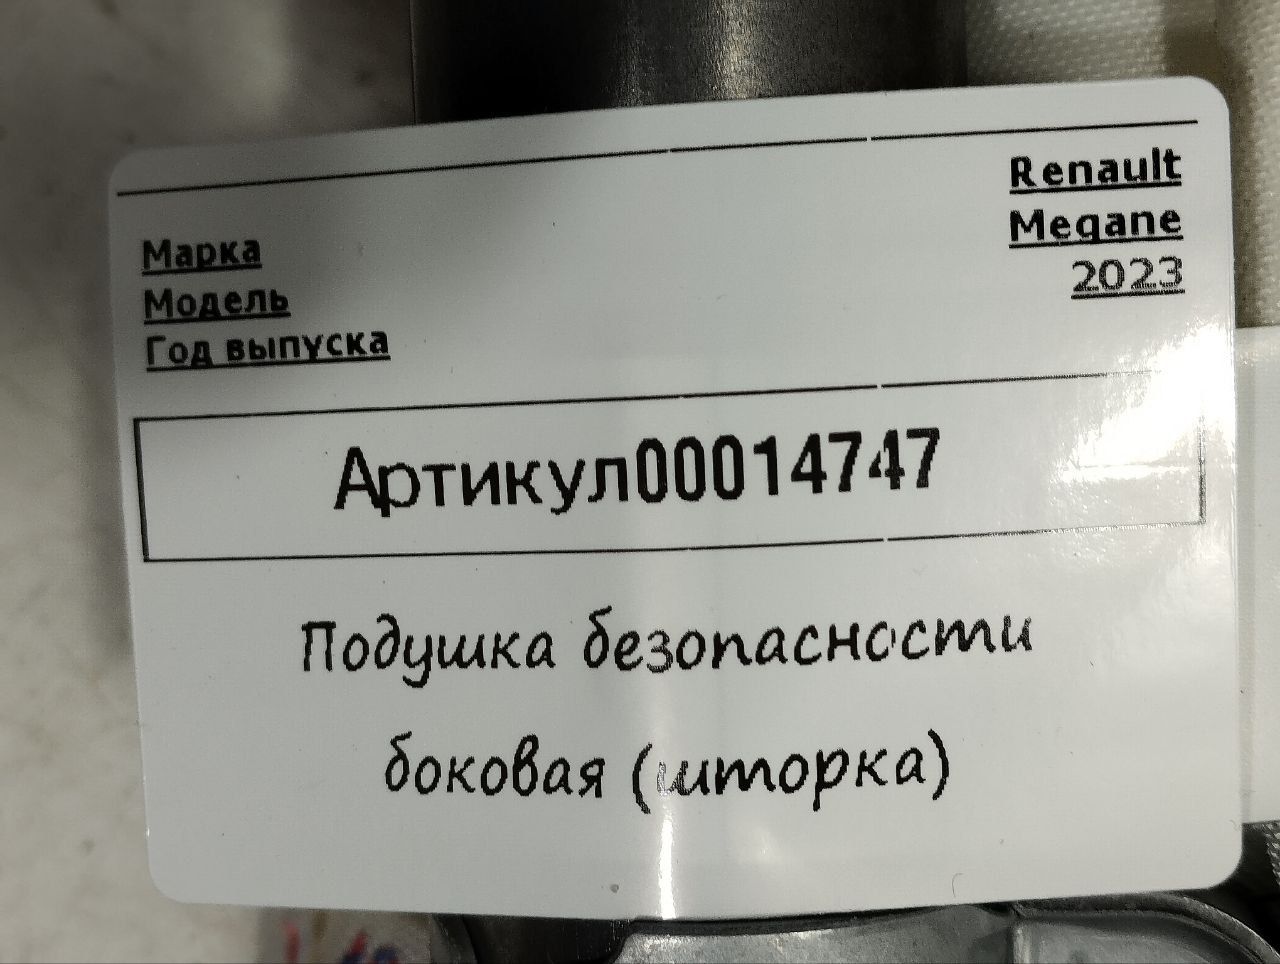 Марка
Renault
Модель
Megane
Год выпуска
2023
Артикул00014747
Подушка безопасности
боковая (шторка)